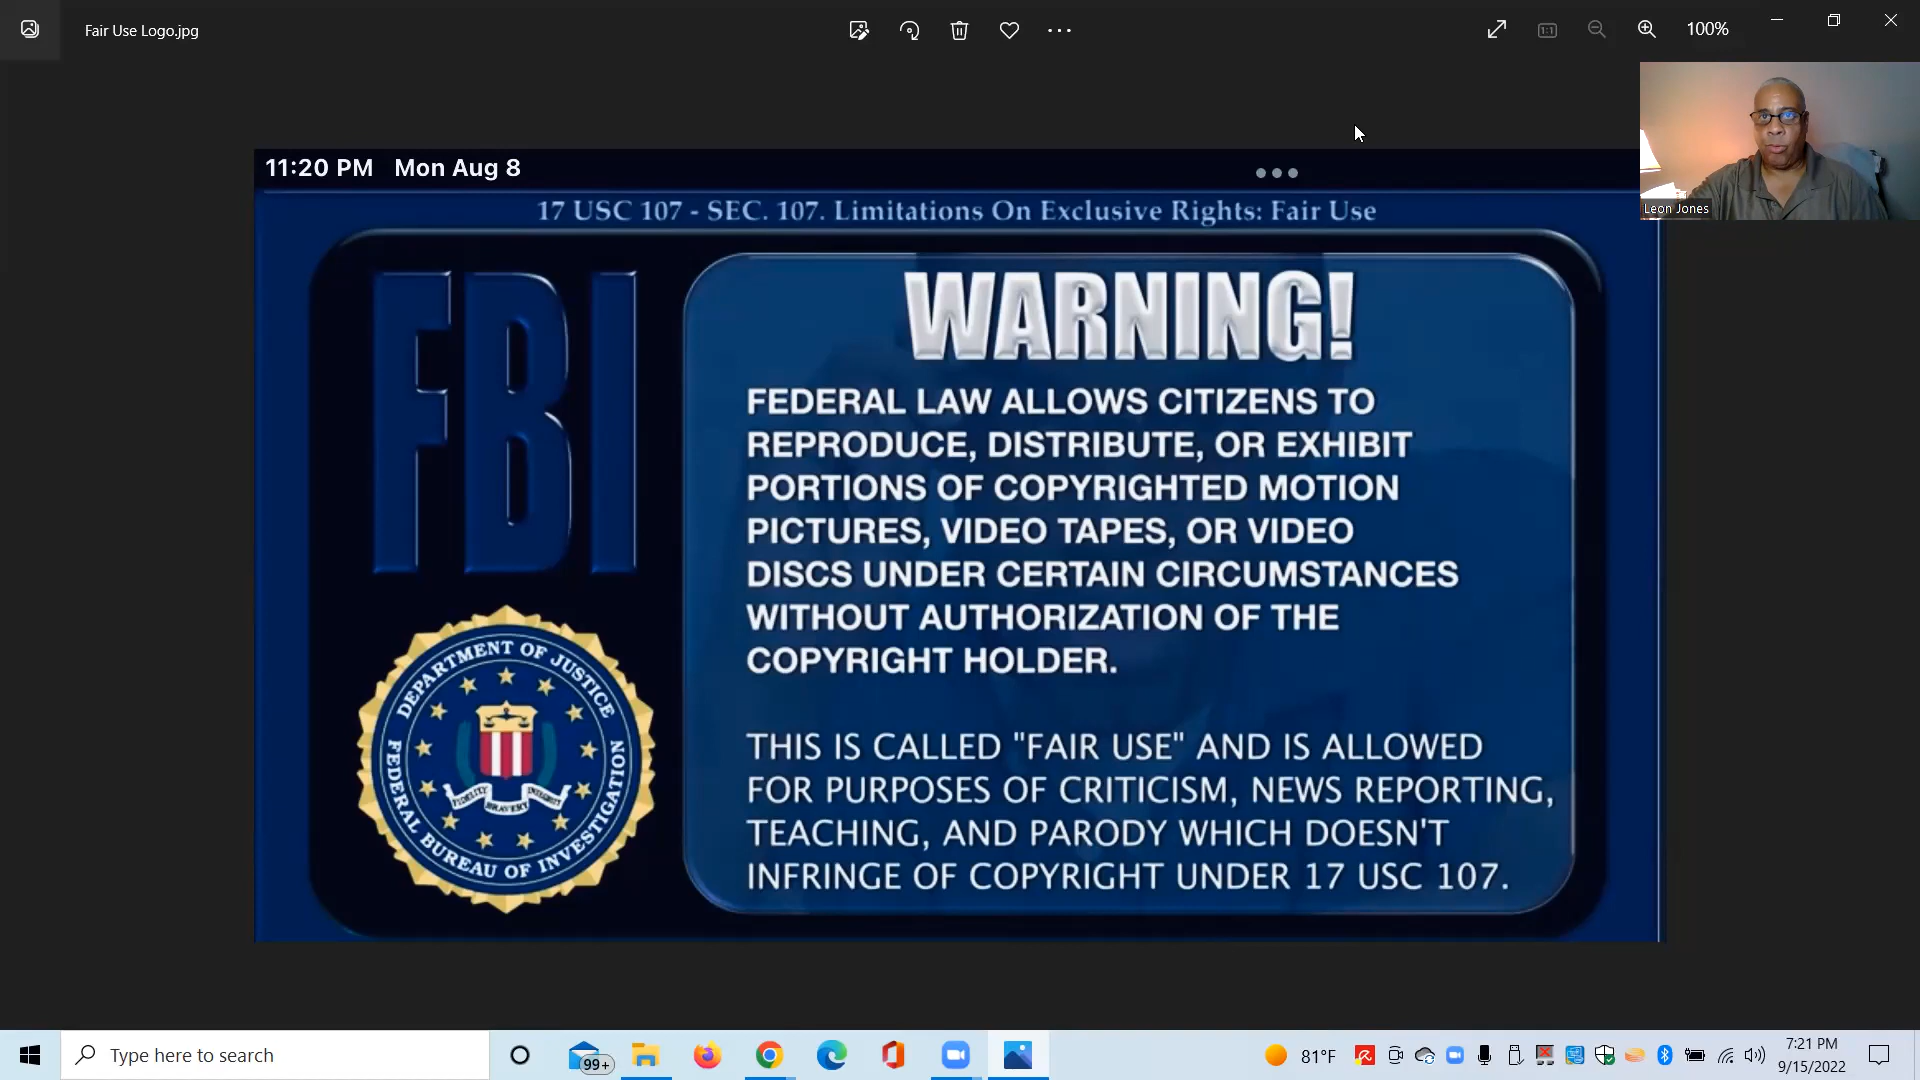 Fair Use Logo.jpg
100%
11:20 PM Mon Aug 8
17 USC 107 - SEC. 107. Limitations On Exclusive Rights: Fair Use
Leon Jones
FBI
WARNING!
FEDERAL LAW ALLOWS CITIZENS TO
REPRODUCE, DISTRIBUTE, OR EXHIBIT
PORTIONS OF COPYRIGHTED MOTION
PICTURES, VIDEO TAPES, OR VIDEO
DISCS UNDER CERTAIN CIRCUMSTANCES
WITHOUT AUTHORIZATION OF THE
COPYRIGHT HOLDER.
THIS IS CALLED "FAIR USE" AND IS ALLOWED
FOR PURPOSES OF CRITICISM, NEWS REPORTING,
TEACHING, AND PARODY WHICH DOESN'T
INFRINGE OF COPYRIGHT UNDER 17 USC 107.
DEPARTMENT OF JUSTICE
FEDERAL BUREAU OF INVESTIGATION
FIDELITY BRAVERY INTEGRITY
Type here to search
99+
81°F
7:21 PM
9/15/2022